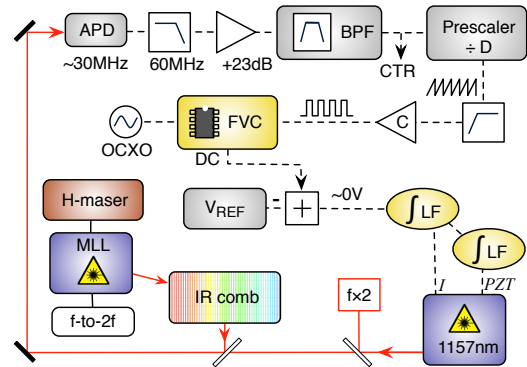 APD
BPF
Prescaler
÷ D
~30MHz
60MHz
+23dB
CTR
FVC
C
OCXO
DC
H-maser
VREF
-
+
~0V
∫ LF
MLL
∫ LF
I
PZT
f-to-2f
IR comb
f×2
1157nm